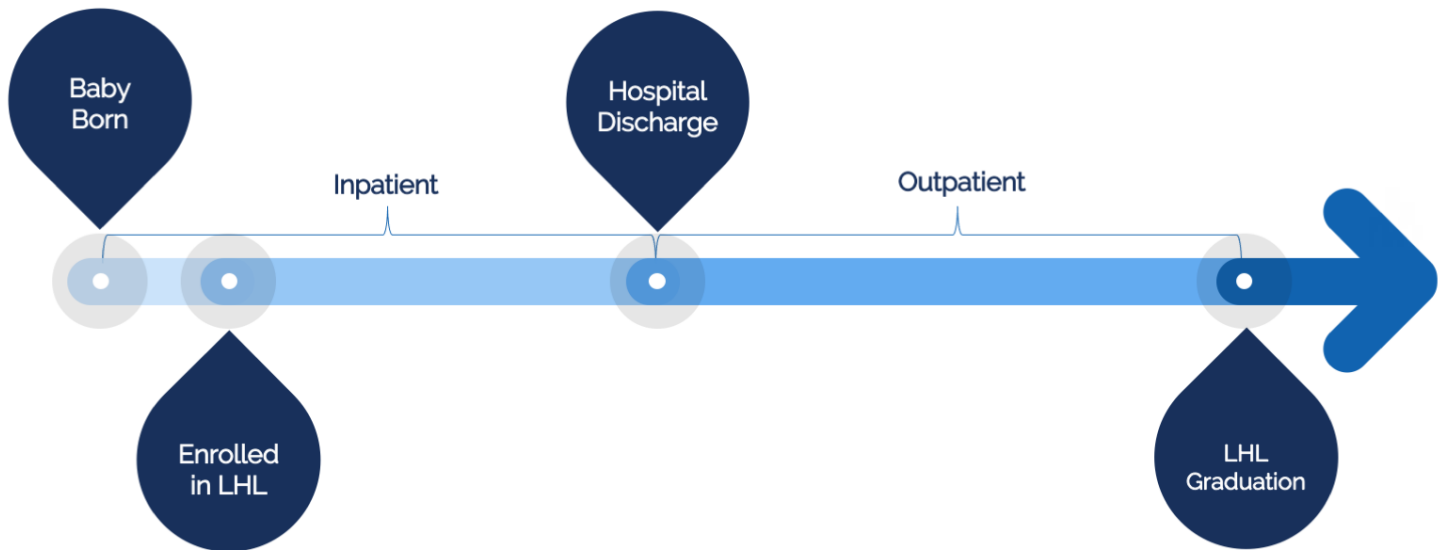 Baby
Born
Hospital
Discharge
Inpatient
Outpatient
Enrolled
in LHL
LHL
Graduation